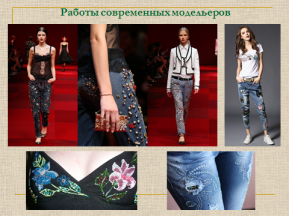 Работы современных модельеров